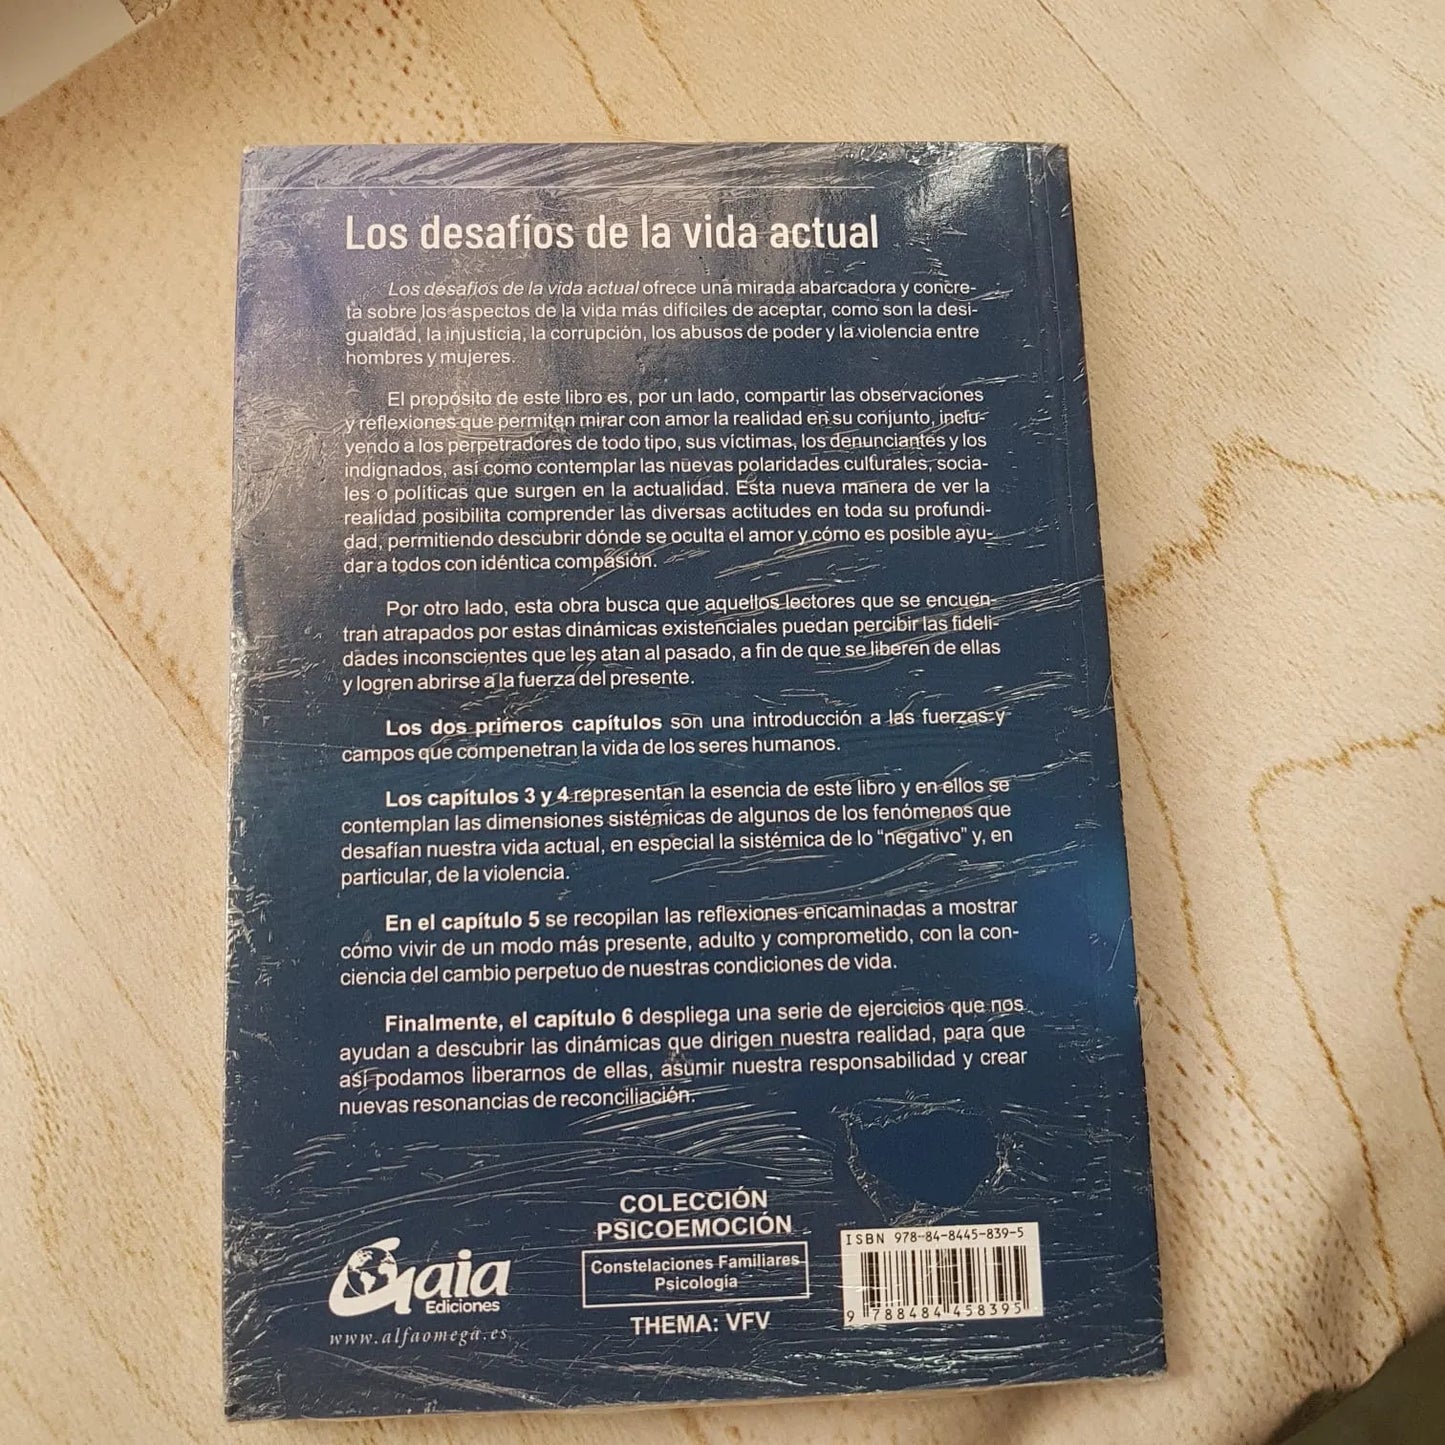 Los desafíos de la vida actual
Los desafíos de la vida actual ofrece una mirada abarcadora y concre-
ta sobre los aspectos de la vida más difíciles de aceptar, como son la desi-
gualdad, la injusticia, la corrupción, los abusos de poder y la violencia entre
hombres y mujeres.
El propósito de este libro es, por un lado, compartir las observaciones
y reflexiones que permiten mirar con amor la realidad en su conjunto, inclu-
yendo a los perpetradores de todo tipo, sus víctimas, los denunciantes y los
indignados, así como contemplar las nuevas polaridades culturales, socia-
les o políticas que surgen en la actualidad. Esta nueva manera de ver la
realidad posibilita comprender las diversas actitudes en toda su profundi-
dad, permitiendo descubrir dónde se oculta el amor y cómo es posible ayu-
dar a todos con idéntica compasión.
Por otro lado, esta obra busca que aquellos lectores que se encuen-
tran atrapados por estas dinámicas existenciales puedan percibir las fideli-
dades inconscientes que les atan al pasado, a fin de que se liberen de ellas
y logren abrirse a la fuerza del presente.
Los dos primeros capítulos son una introducción a las fuerzas y
campos que compenetran la vida de los seres humanos.
Los capítulos 3 y 4 representan la esencia de este libro y en ellos se
contemplan las dimensiones sistémicas de algunos de los fenómenos que
desafían nuestra vida actual, en especial la sistémica de lo “negativo” y, en
particular, de la violencia.
En el capítulo 5 se recopilan las reflexiones encaminadas a mostrar
cómo vivir de un modo más presente, adulto y comprometido, con la con-
ciencia del cambio perpetuo de nuestras condiciones de vida.
Finalmente, el capítulo 6 despliega una serie de ejercicios que nos
ayudan a descubrir las dinámicas que dirigen nuestra realidad, para que
así podamos liberarnos de ellas, asumir nuestra responsabilidad y crear
nuevas resonancias de reconciliación.
Gaia
Ediciones
www.alfaomega.es
COLECCIÓN
PSICOEMOCIÓN
Constelaciones Familiares
Psicología
THEMA: VFV
ISBN 978-84-8445-839-5
9 788484 458395